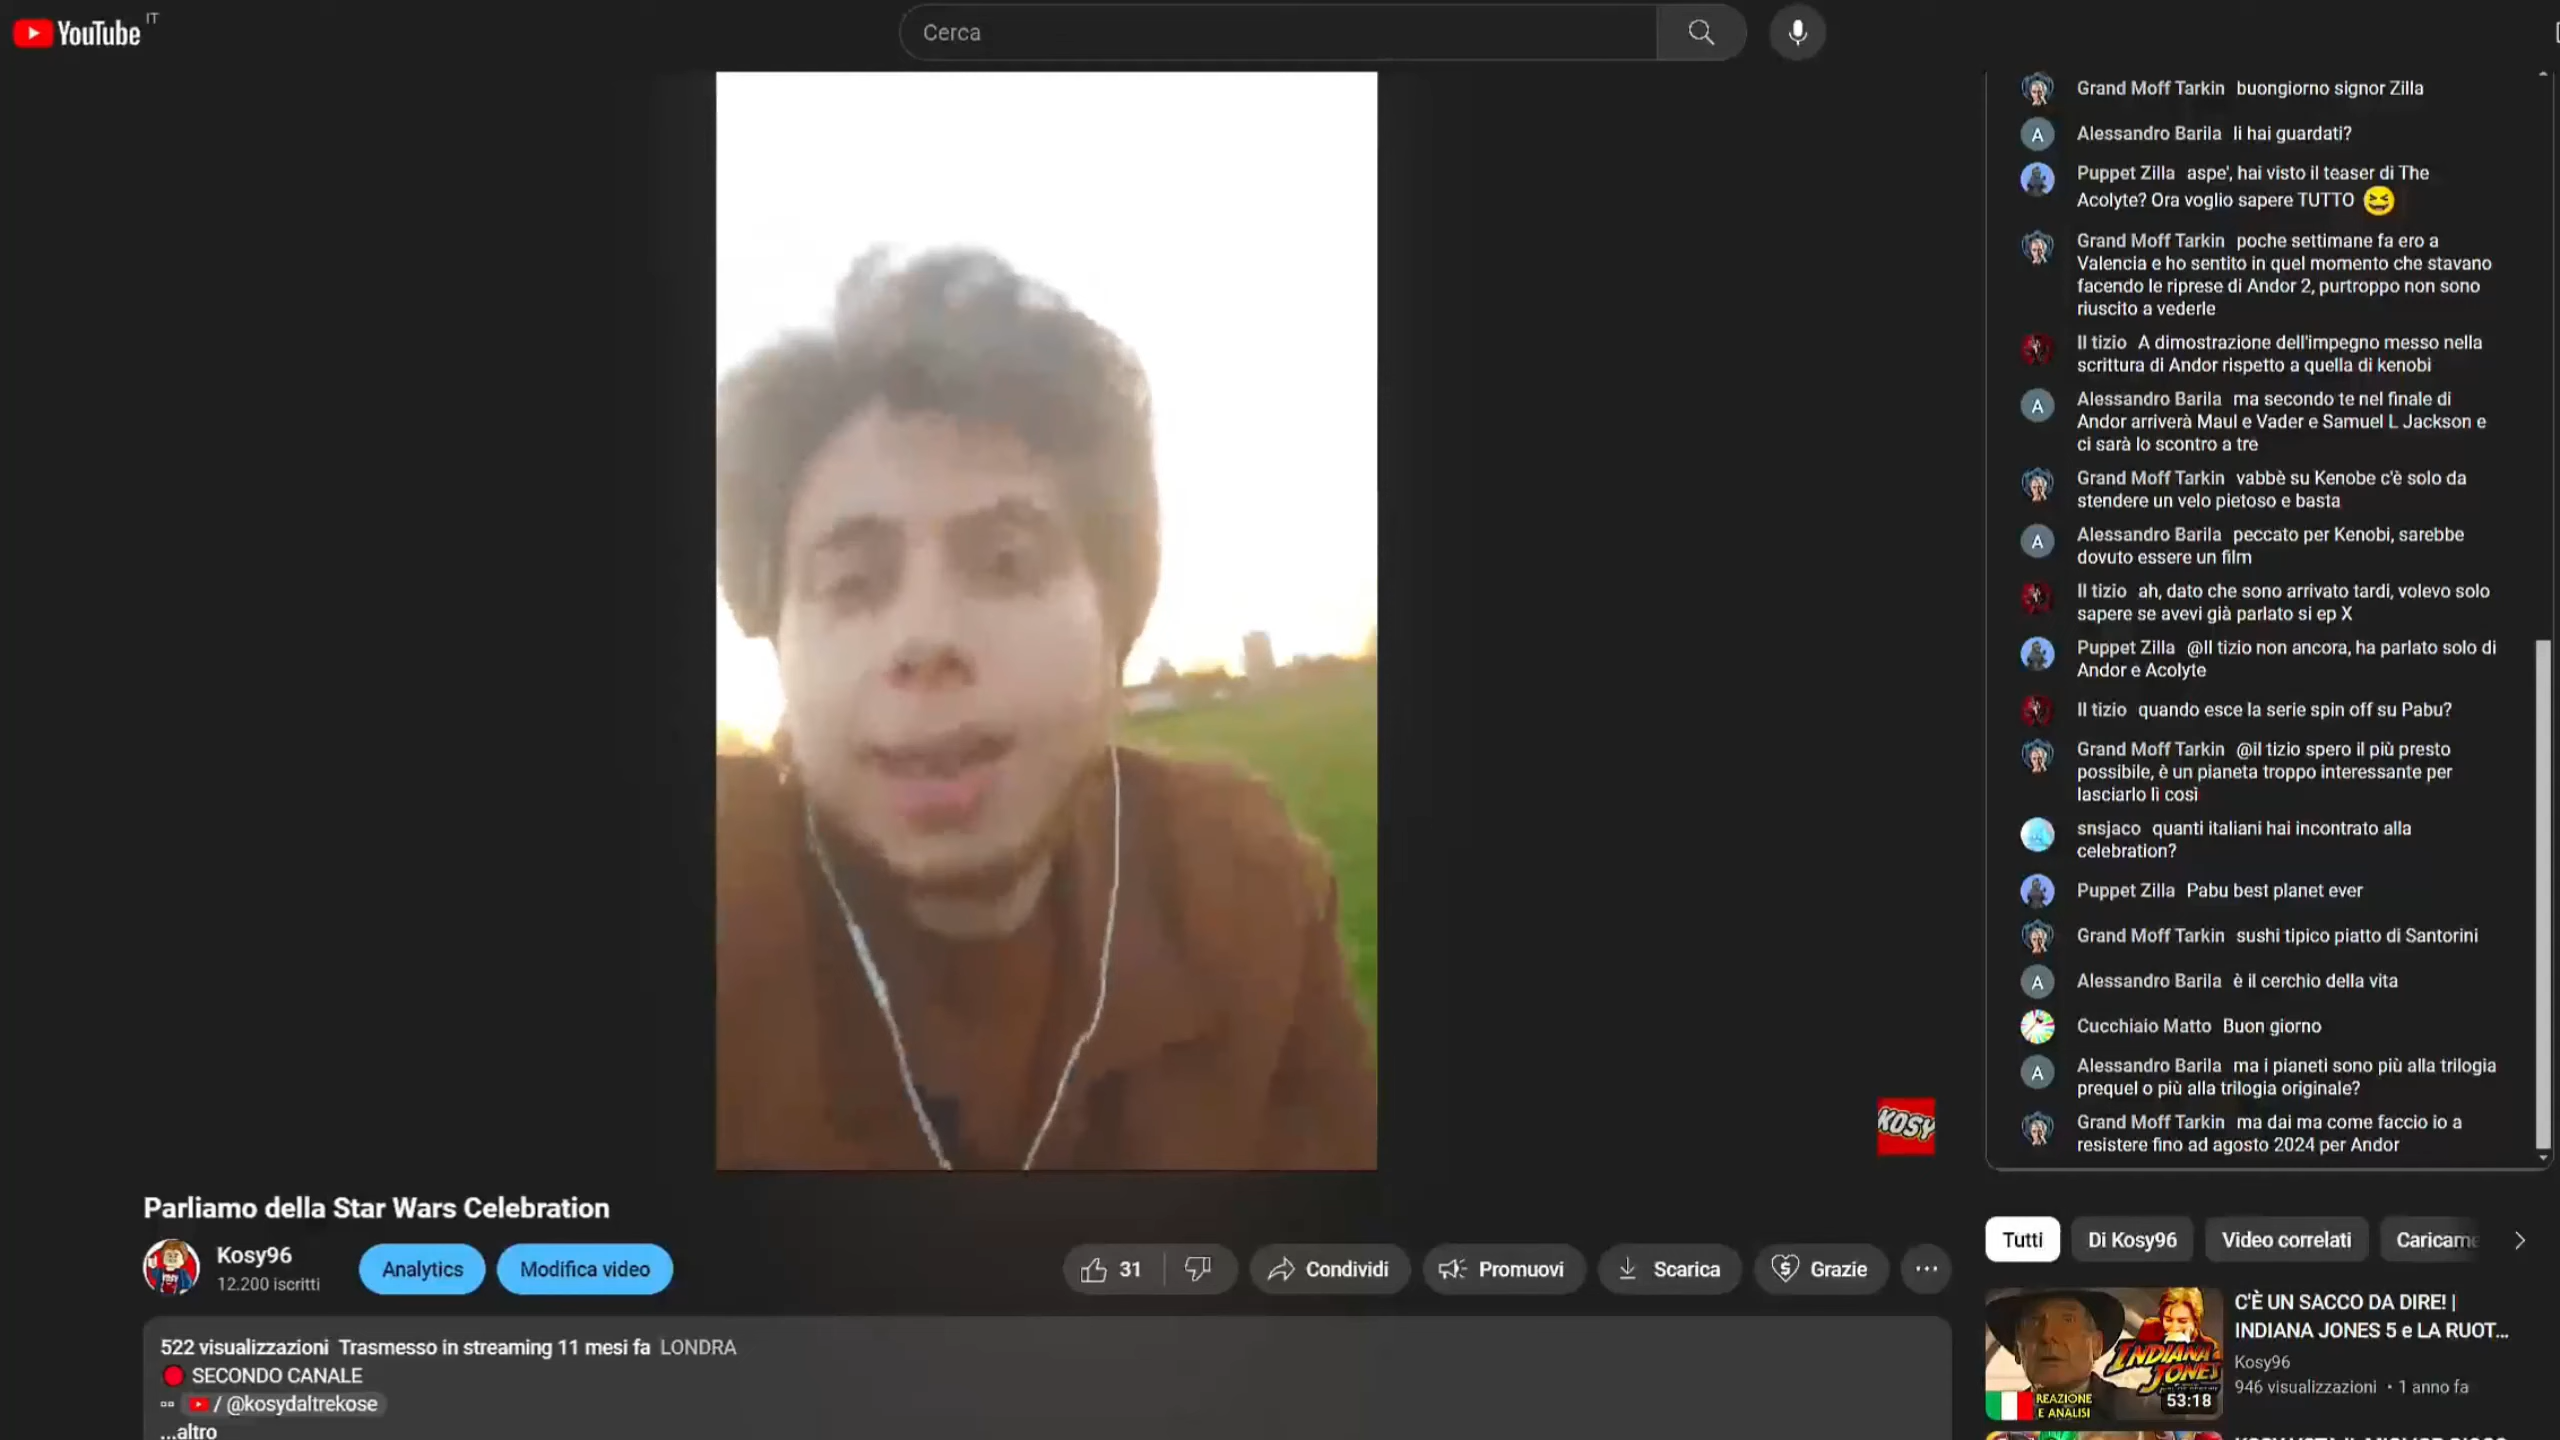 YouTube IT
Cerca
Grand Moff Tarkin buongiorno signor Zilla
A Alessandro Barila li hai guardati?
Puppet Zilla aspe', hai visto il teaser di The
Acolyte? Ora voglio sapere TUTTO 😆
Grand Moff Tarkin poche settimane fa ero a
Valencia e ho sentito in quel momento che stavano
facendo le riprese di Andor 2, purtroppo non sono
riuscito a vederle
Il tizio A dimostrazione dell'impegno messo nella
scrittura di Andor rispetto a quella di kenobi
A Alessandro Barila ma secondo te nel finale di
Andor arriverà Maul e Vader e Samuel L Jackson e
ci sarà lo scontro a tre
Grand Moff Tarkin vabbè su Kenobe c'è solo da
stendere un velo pietoso e basta
A Alessandro Barila peccato per Kenobi, sarebbe
dovuto essere un film
Il tizio ah, dato che sono arrivato tardi, volevo solo
sapere se avevi già parlato si ep X
Puppet Zilla @Il tizio non ancora, ha parlato solo di
Andor e Acolyte
Il tizio quando esce la serie spin off su Pabu?
Grand Moff Tarkin @il tizio spero il più presto
possibile, è un pianeta troppo interessante per
lasciarlo lì così
snsjaco quanti italiani hai incontrato alla
celebration?
Puppet Zilla Pabu best planet ever
Grand Moff Tarkin sushi tipico piatto di Santorini
A Alessandro Barila è il cerchio della vita
Cucchiaio Matto Buon giorno
A Alessandro Barila ma i pianeti sono più alla trilogia
prequel o più alla trilogia originale?
Grand Moff Tarkin ma dai ma come faccio io a
resistere fino ad agosto 2024 per Andor
KOSY
Parliamo della Star Wars Celebration
Kosy96
12.200 iscritti
Analytics
Modifica video
31
Condividi
Promuovi
Scarica
Grazie
522 visualizzazioni Trasmesso in streaming 11 mesi fa LONDRA
🔴 SECONDO CANALE
/ @kosydaltrekose
...altro
Tutti
Di Kosy96
Video correlati
Caricame
C'È UN SACCO DA DIRE! |
INDIANA JONES 5 e LA RUOT...
Kosy96
946 visualizzazioni • 1 anno fa
INDIANA
JONES
REAZIONE
E ANALISI
53:18